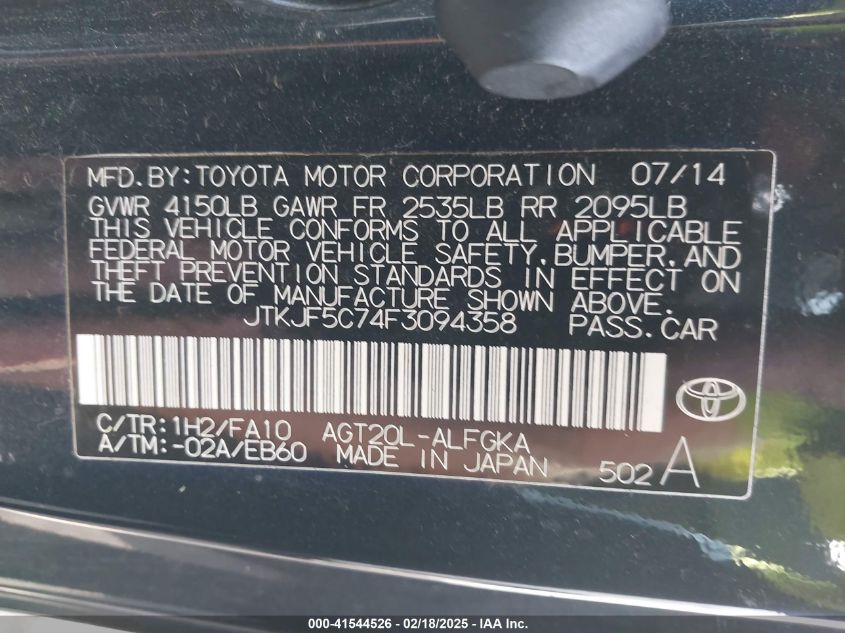 MFD.BY:TOYOTA MOTOR CORPORATION 07/14
GVWR 4150LB GAWR FR 2535LB RR 2095LB
THIS VEHICLE CONFORMS TO ALL APPLICABLE
FEDERAL MOTOR VEHICLE SAFETY,BUMPER,AND
THEFT PREVENTION STANDARDS IN EFFECT ON
THE DATE OF MANUFACTURE SHOWN ABOVE.
JTKJF5C74F3094358 PASS.CAR
C/TR:1H2/FA10 AGT20L-ALFGKA
A/TM:-02A/EB60 MADE IN JAPAN 502 A
000-41544526 - 02/18/2025 - IAA Inc.